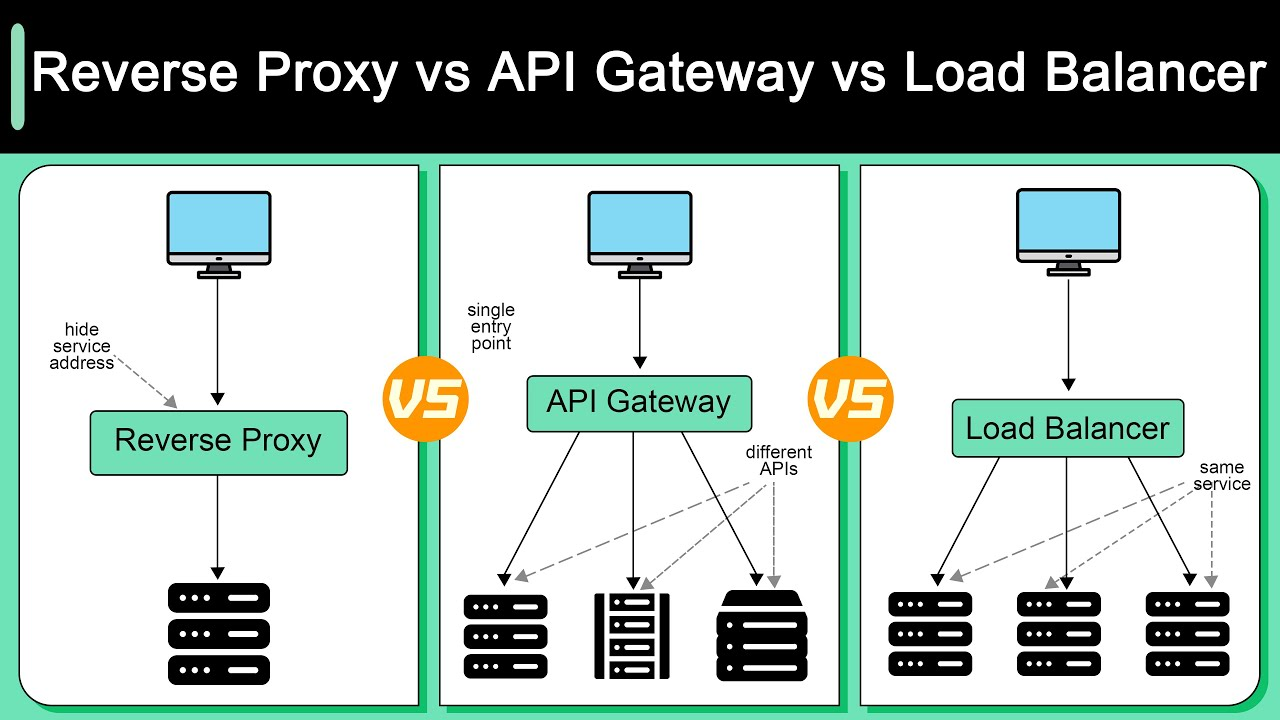 Reverse Proxy vs API Gateway vs Load Balancer
hide
service
address
Reverse Proxy
VS
single
entry
point
API Gateway
different
APIs
VS
Load Balancer
same
service